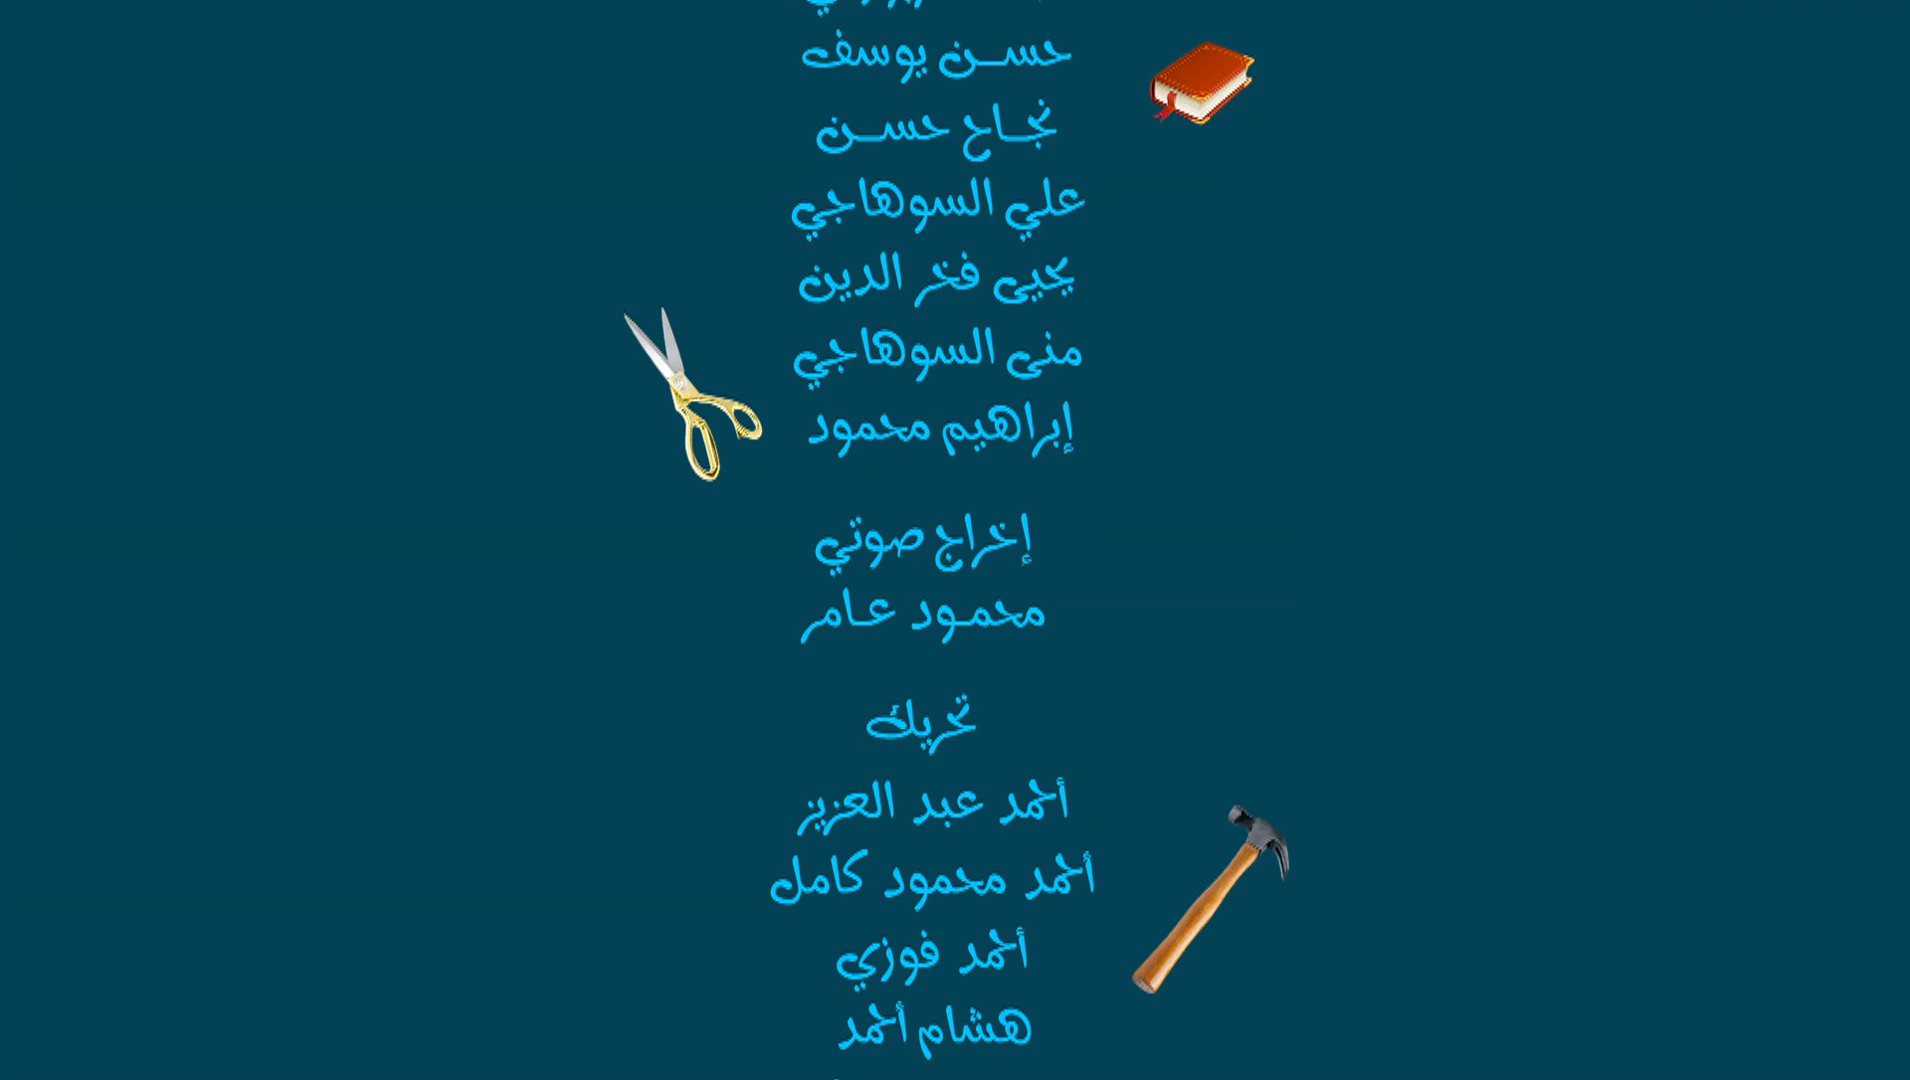 حسن يوسف
نجاح حسن
علي السوهاجي
يحيى فخر الدين
منى السوهاجي
إبراهيم محمود
إخراج صوتي
محمود عامر
تحريك
أحمد عبد العزيز
أحمد محمود كامل
أحمد فوزي
هشام أحمد